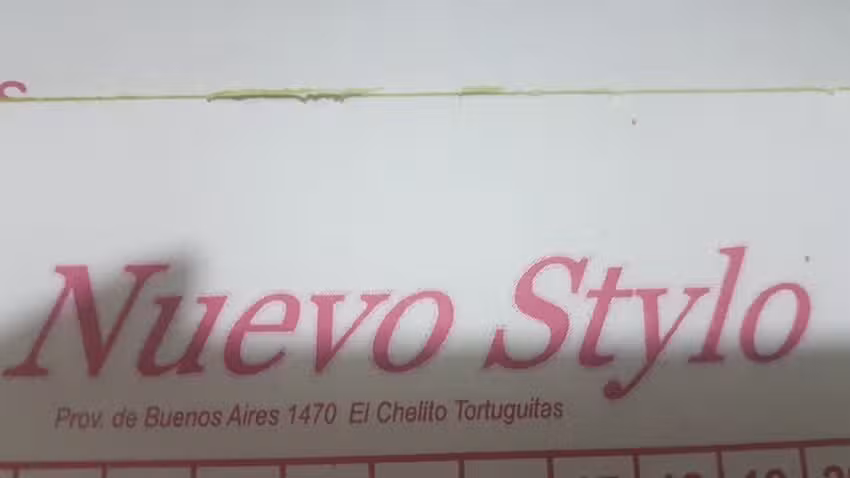 Nuevo Stylo
Prov. de Buenos Aires 1470 El Chelito Tortuguitas